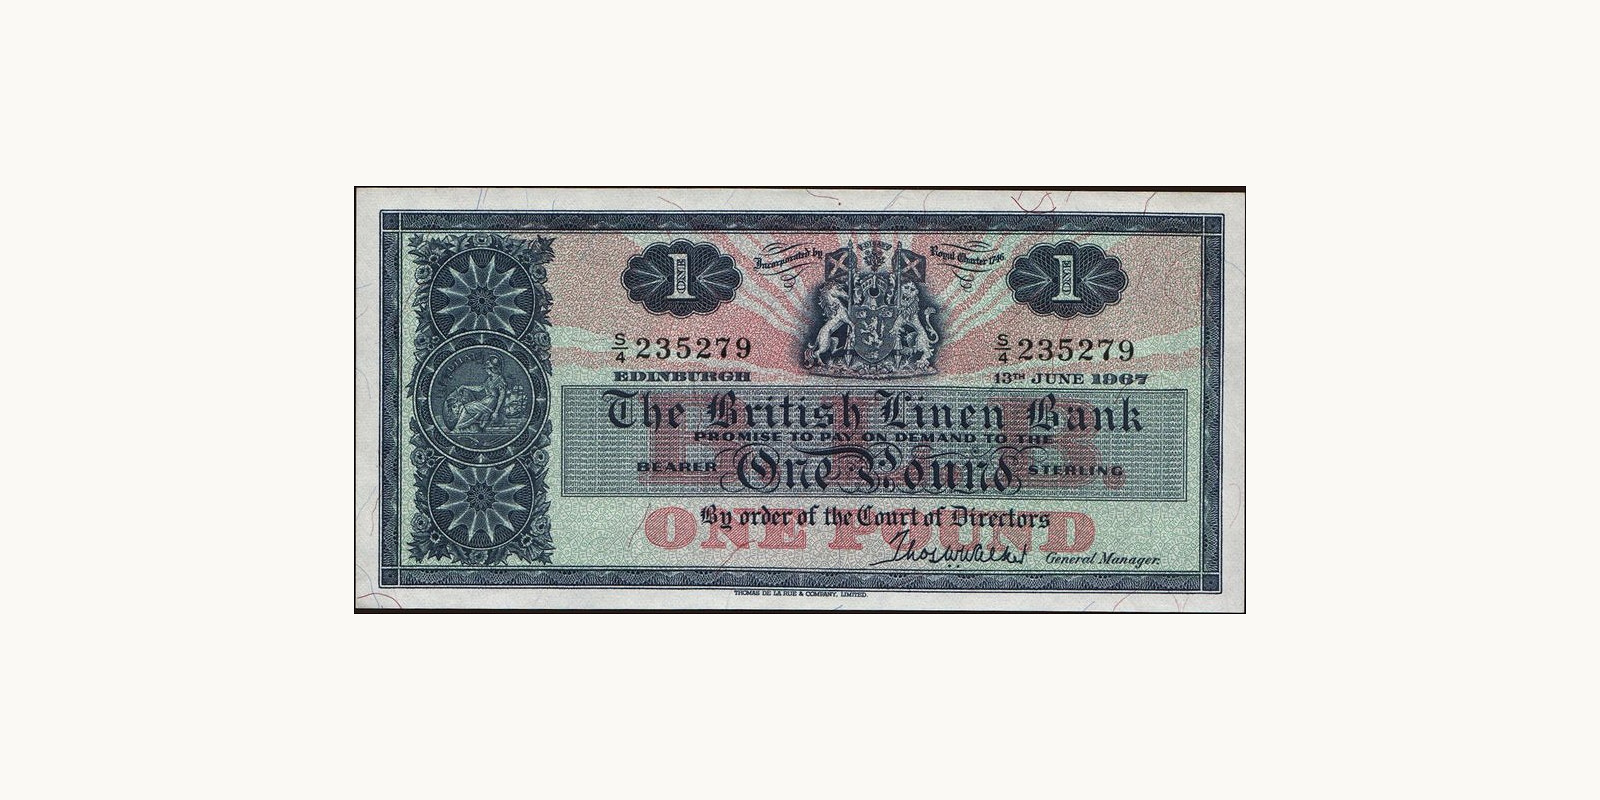 1 ONE
Incorporated by Royal Charter 1746
1 ONE
S/4 235279
S/4 235279
EDINBURGH
13TH JUNE 1967
The British Linen Bank
PROMISE TO PAY ON DEMAND TO THE
BEARER One Pound STERLING
By order of the Court of Directors
ONE POUND
General Manager.
THOMAS DE LA RUE & COMPANY, LIMITED.